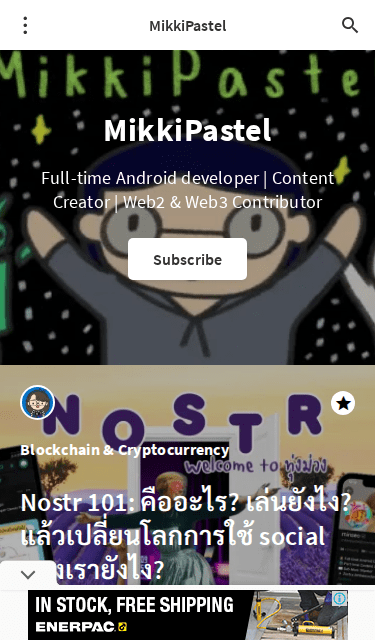 MikkiPastel
MikkiPaste
MikkiPastel
Full-time Android developer | Content
Creator | Web2 & Web3 Contributor
Subscribe
NOSTR
welcome to ทุ่งม่วง
Blockchain & Cryptocurrency
Nostr 101: คืออะไร? เล่นยังไง?
แล้วเปลี่ยนโลกการใช้ social
งเรายังไง?
IN STOCK, FREE SHIPPING
ENERPAC